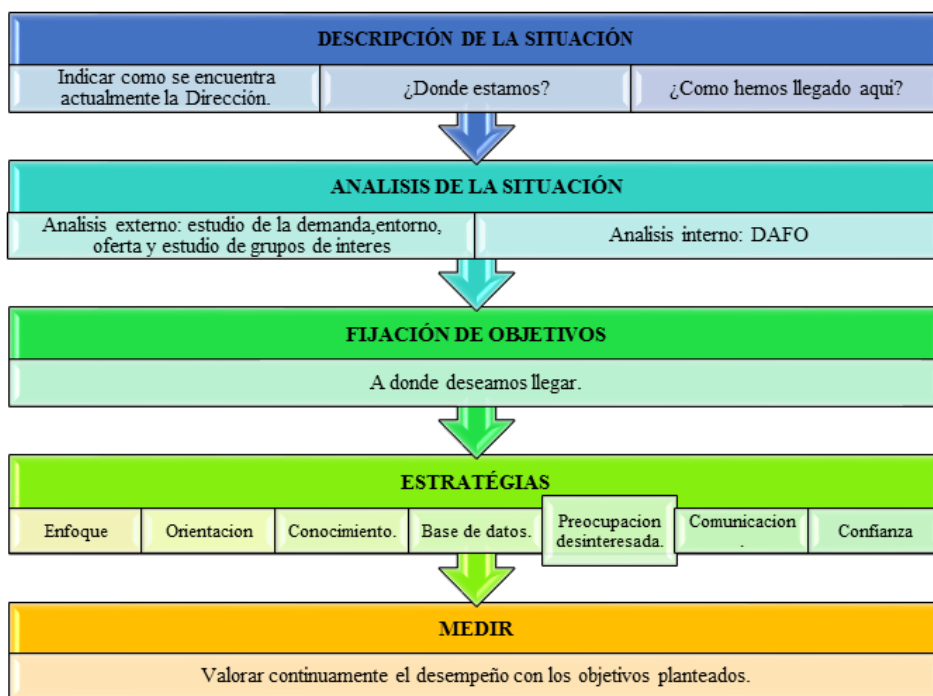 DESCRIPCIÓN DE LA SITUACIÓN
Indicar como se encuentra
actualmente la Dirección.
¿Donde estamos?
¿Como hemos llegado aqui?
ANALISIS DE LA SITUACIÓN
Analisis externo: estudio de la demanda,entorno,
oferta y estudio de grupos de interes
Analisis interno: DAFO
FIJACIÓN DE OBJETIVOS
A donde deseamos llegar.
ESTRATÉGIAS
Enfoque
Orientacion
Conocimiento.
Base de datos.
Preocupacion
desinteresada.
Comunicacion
.
Confianza
MEDIR
Valorar continuamente el desempeño con los objetivos planteados.